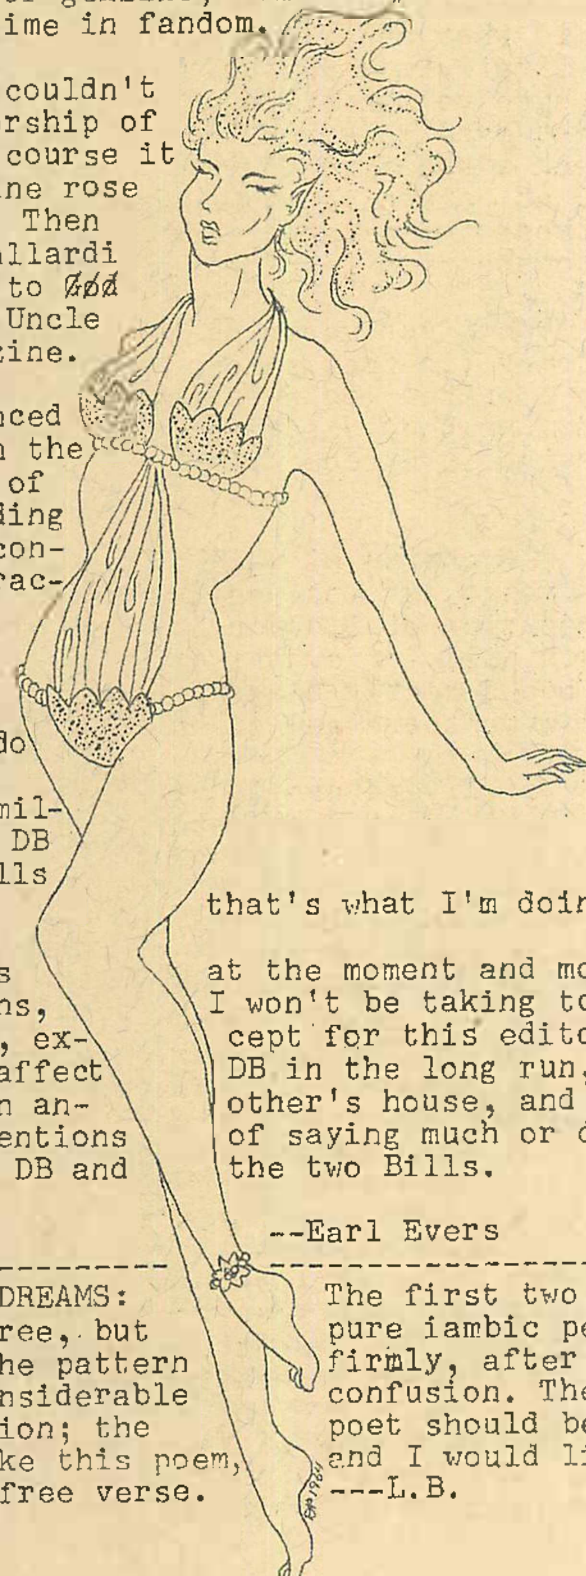 ime in fandom.
couldn't
ership of
course it
ine rose
Then
allardi
to God
Uncle
zine.
nced
n the
of
ding
con-
rac-
do
mil-
DB
lls
s
ns,
, ex-
affect
n an-
entions
DB and
that's what I'm doin
at the moment and mo
I won't be taking to
cept for this edito
DB in the long run,
other's house, and
of saying much or d
the two Bills.
--Earl Evers
DREAMS:
ree, but
he pattern
nsiderable
ion; the
ke this poem,
free verse.
The first two
pure iambic pe
firmly, after
confusion. The
poet should be
and I would li
---L.B.